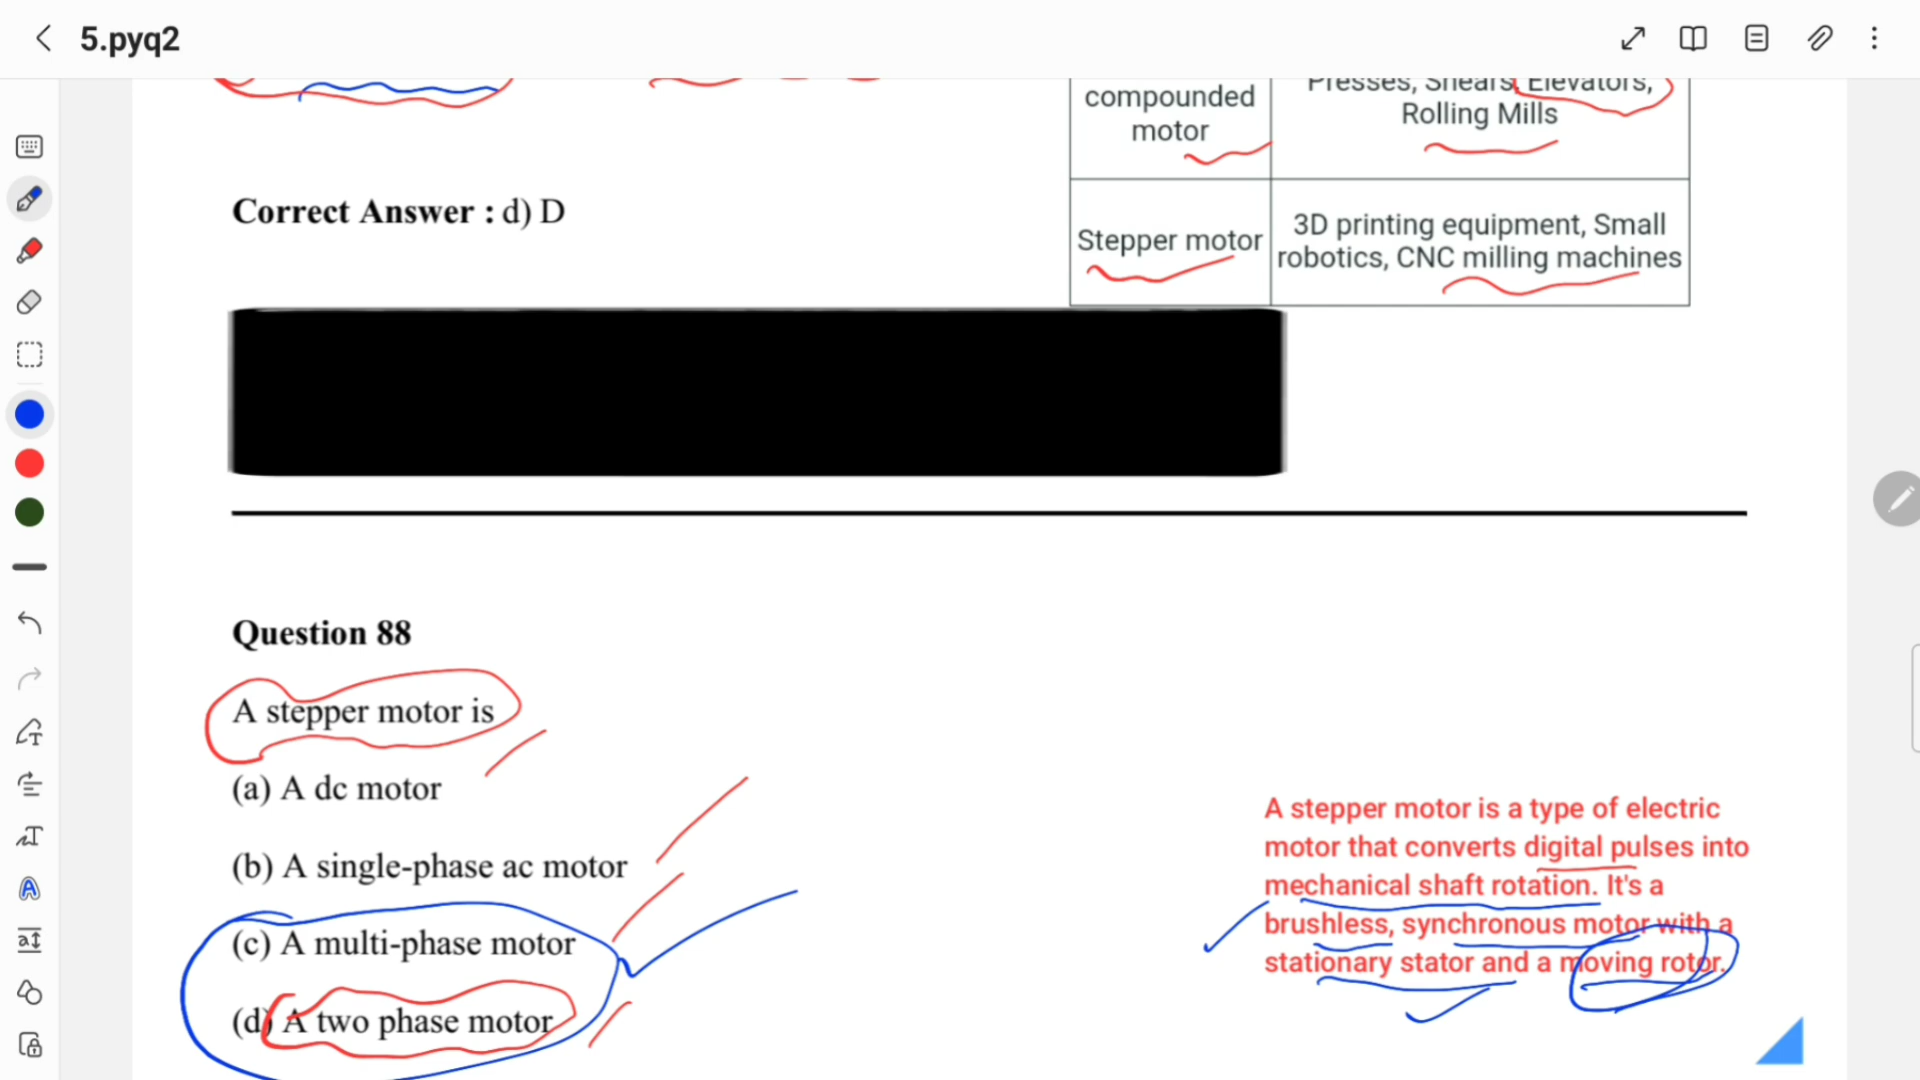 5.pyq2
compounded
motor
Presses, Shears, Elevators,
Rolling Mills
Correct Answer : d) D
Stepper motor
3D printing equipment, Small
robotics, CNC milling machines
Question 88
A stepper motor is
(a) A dc motor
(b) A single-phase ac motor
(c) A multi-phase motor
(d) A two phase motor
A stepper motor is a type of electric
motor that converts digital pulses into
mechanical shaft rotation. It's a
brushless, synchronous motor with a
stationary stator and a moving rotor.